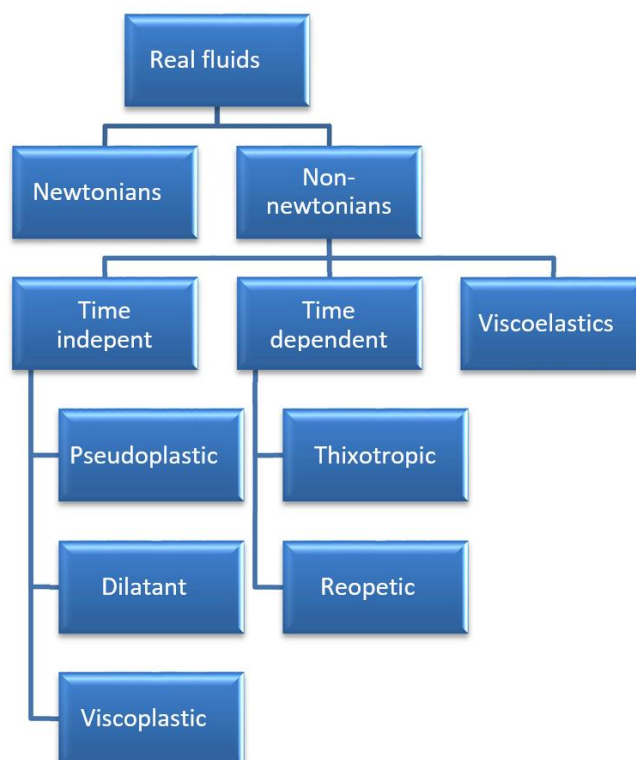 Real fluids
Newtonians
Non-
newtonians
Time
indepent
Time
dependent
Viscoelastics
Pseudoplastic
Thixotropic
Dilatant
Reopetic
Viscoplastic